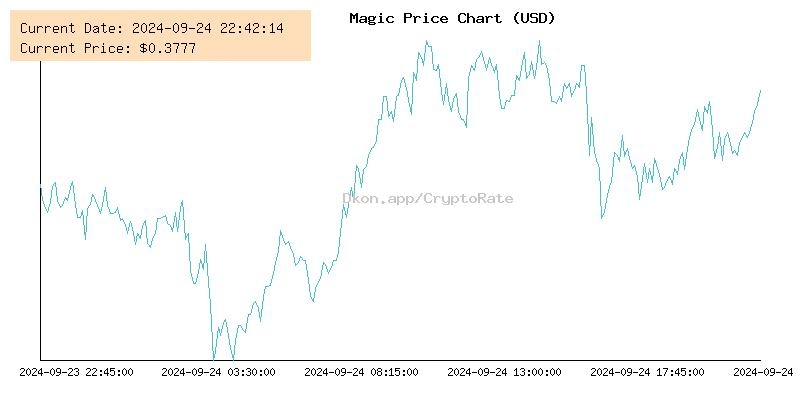 Magic Price Chart (USD)
Current Date: 2024-09-24 22:42:14
Current Price: $0.3777
Dkon.app/CryptoRate
2024-09-23 22:45:00
2024-09-24 03:30:00
2024-09-24 08:15:00
2024-09-24 13:00:00
2024-09-24 17:45:00
2024-09-24